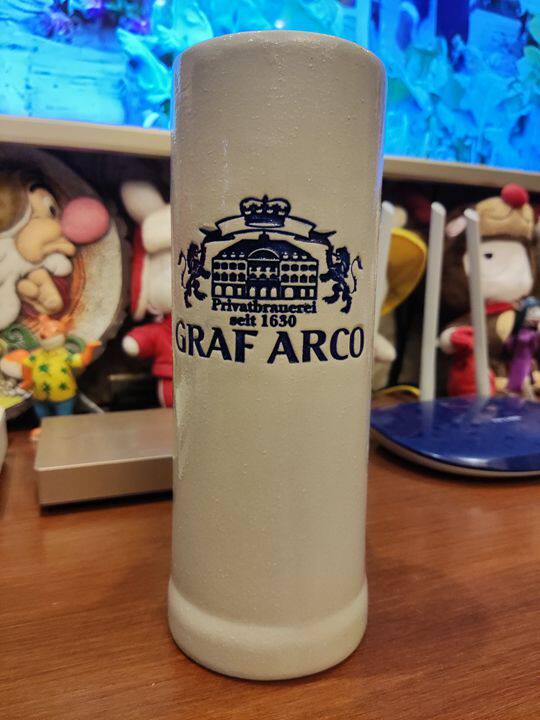 Privatbrauerei
seit 1630
GRAF ARCO